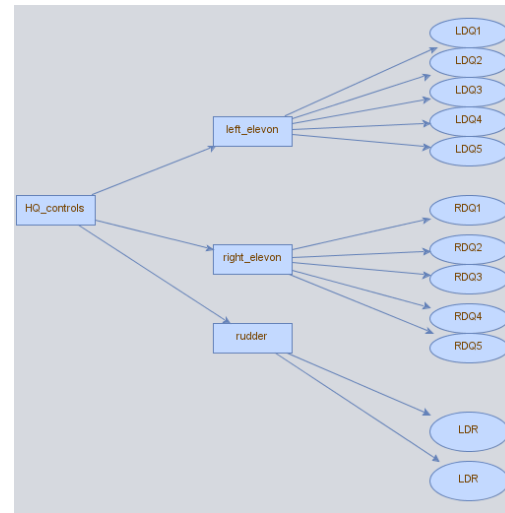 LDQ1
LDQ2
LDQ3
LDQ4
LDQ5
left_elevon
HQ_controls
RDQ1
RDQ2
RDQ3
RDQ4
RDQ5
right_elevon
rudder
LDR
LDR